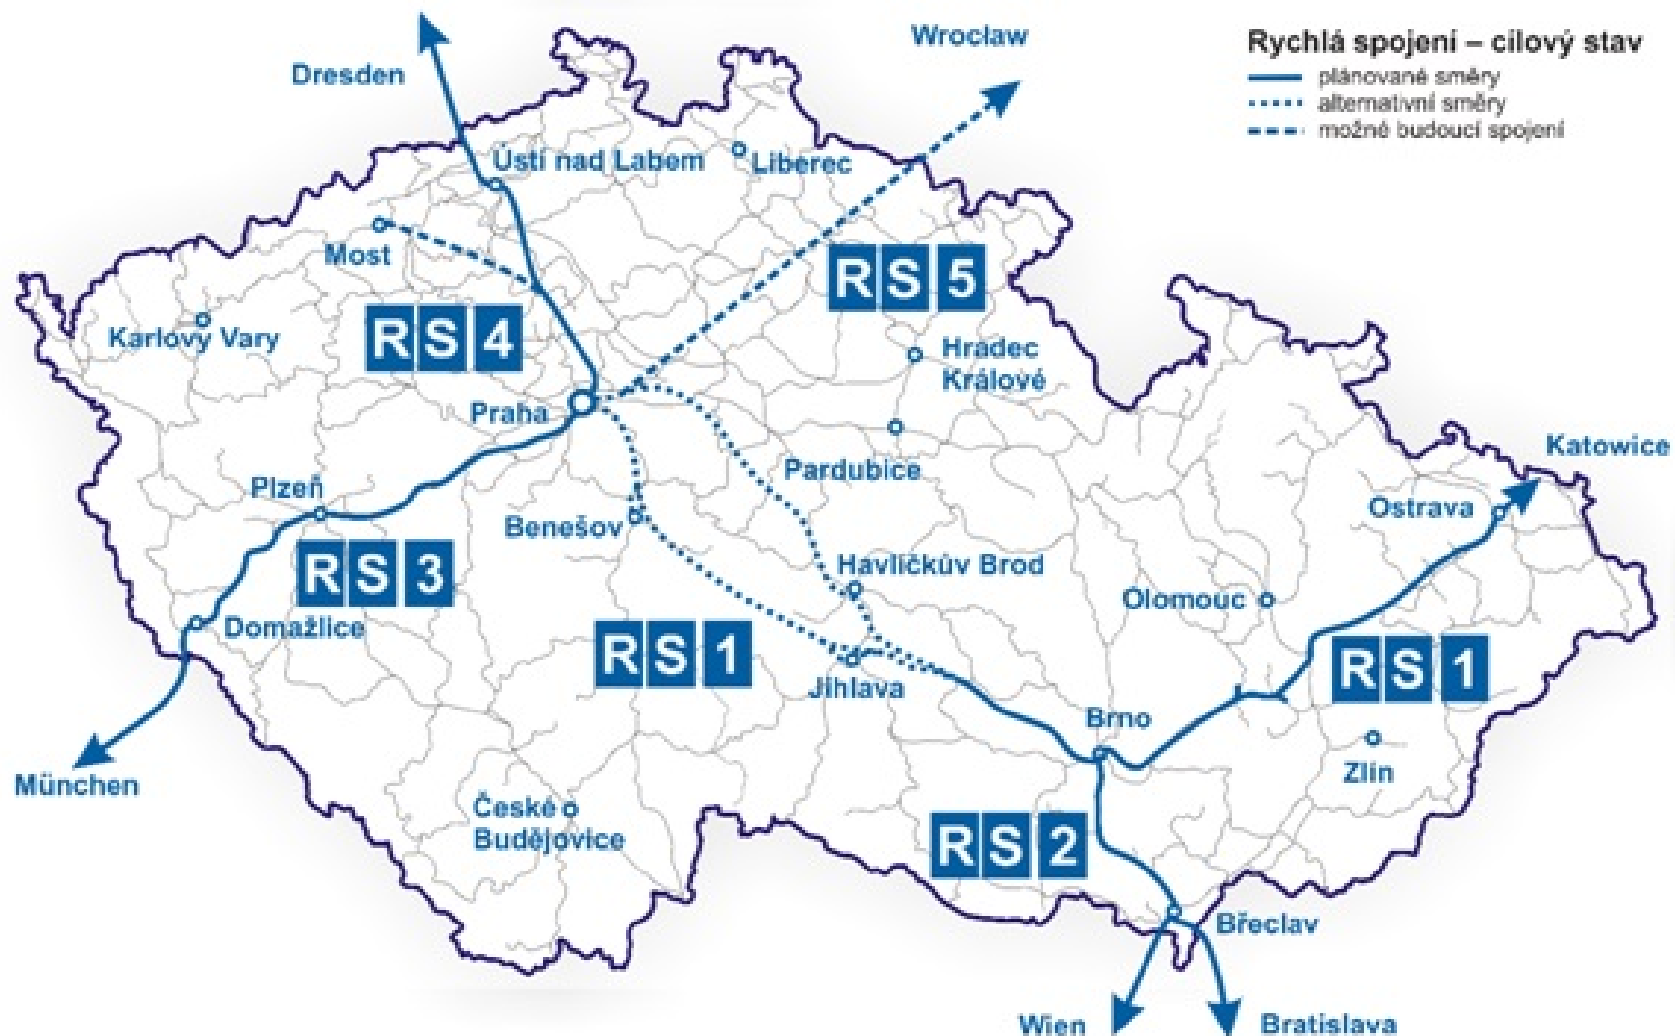 Wrocław
Rychlá spojení – cílový stav
plánované směry
alternativní směry
možné budoucí spojení
Dresden
Ústí nad Labem
Liberec
Most
RS 5
Karlovy Vary
RS 4
Hradec
Králové
Praha
Katowice
Pardubice
Plzeň
Ostrava
Benešov
RS 3
Havlíčkův Brod
Olomouc
Domažlice
RS 1
RS 1
Jihlava
Brno
Zlín
München
České
Budějovice
RS 2
Břeclav
Wien
Bratislava